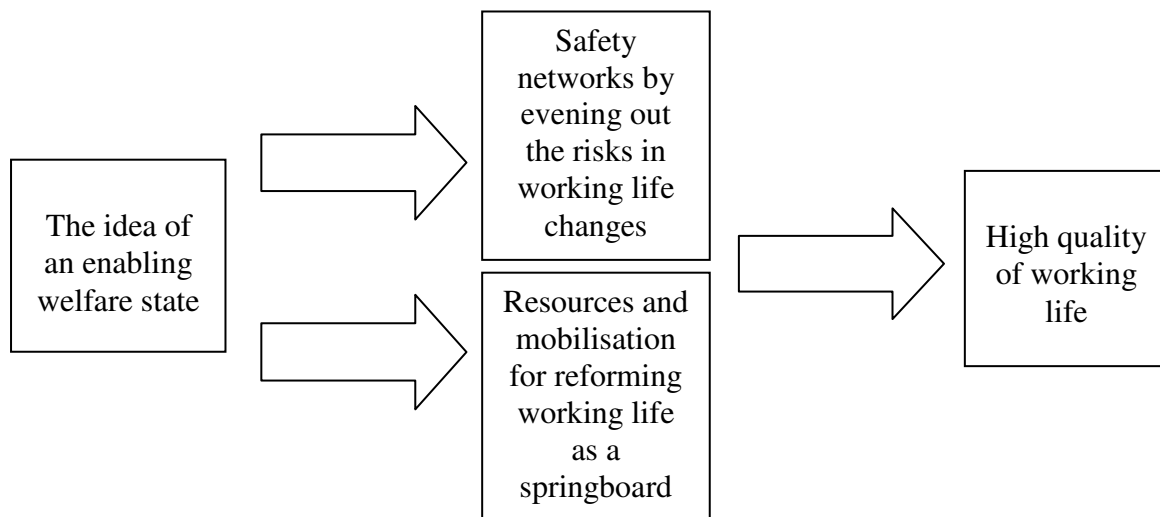 The idea of
an enabling
welfare state
Safety
networks by
evening out
the risks in
working life
changes
Resources and
mobilisation
for reforming
working life
as a
springboard
High quality
of working
life